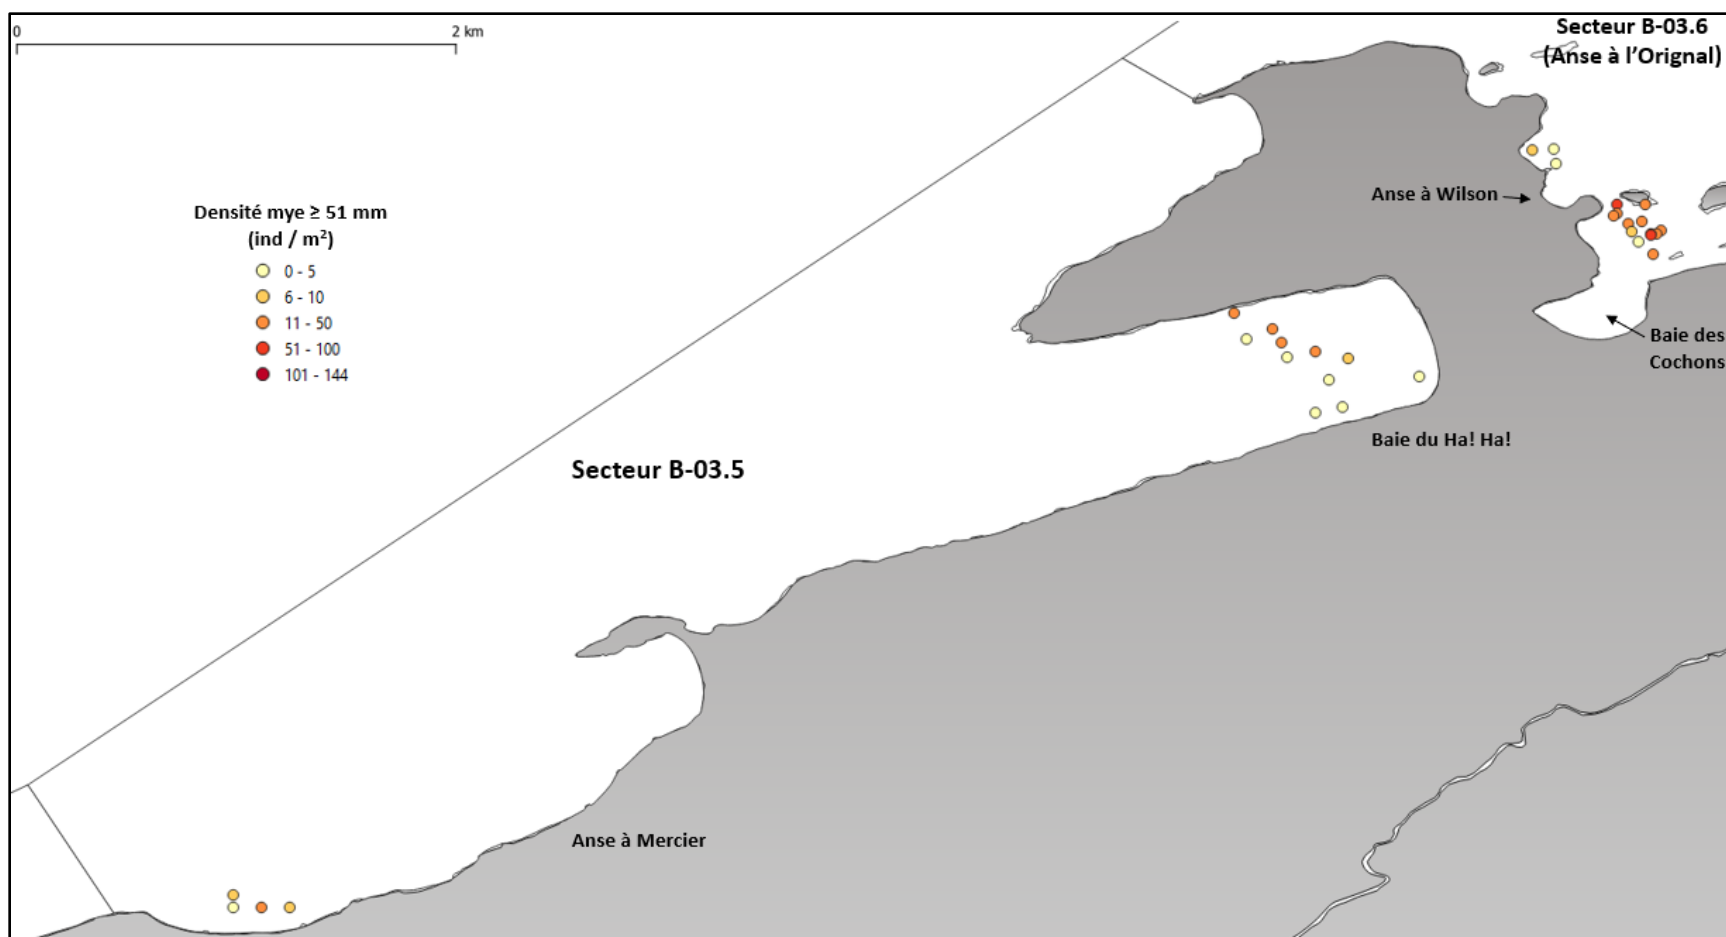 0
2 km
Secteur B-03.6
(Anse à l'Orignal)
Densité mye ≥ 51 mm
(ind / m²)
0 - 5
6 - 10
11 - 50
51 - 100
101 - 144
Anse à Wilson
Baie des
Cochons
Baie du Ha! Ha!
Secteur B-03.5
Anse à Mercier